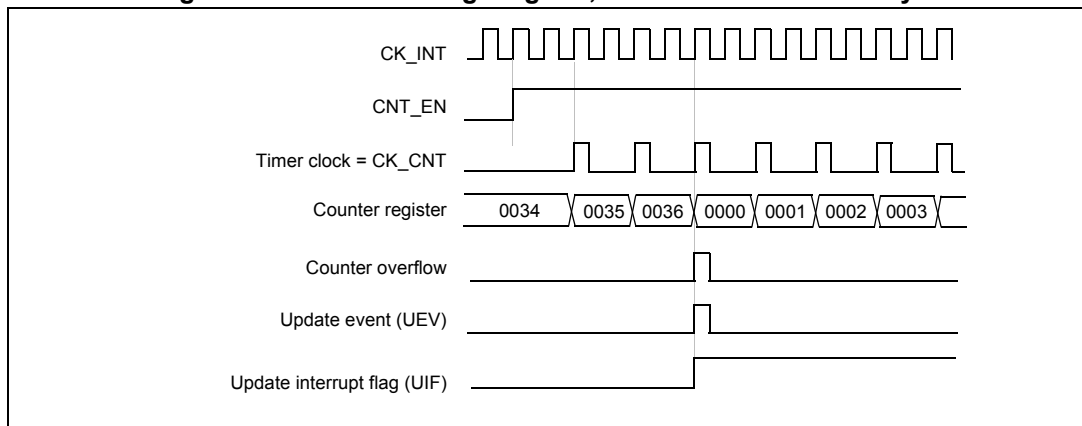 CK_INT
CNT_EN
Timer clock = CK_CNT
Counter register 0034 0035 0036 0000 0001 0002 0003
Counter overflow
Update event (UEV)
Update interrupt flag (UIF)